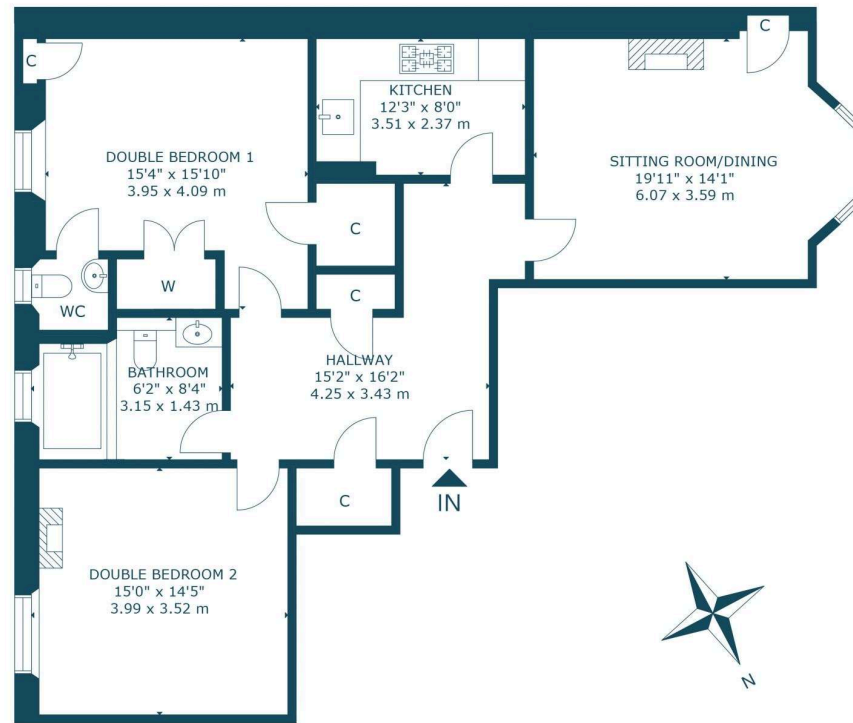 C
C
KITCHEN
12'3" x 8'0"
3.51 x 2.37 m
DOUBLE BEDROOM 1
15'4" x 15'10"
3.95 x 4.09 m
SITTING ROOM/DINING
19'11" x 14'1"
6.07 x 3.59 m
C
W
C
WC
HALLWAY
15'2" x 16'2"
4.25 x 3.43 m
BATHROOM
6'2" x 8'4"
3.15 x 1.43 m
C
IN
DOUBLE BEDROOM 2
15'0" x 14'5"
3.99 x 3.52 m
N